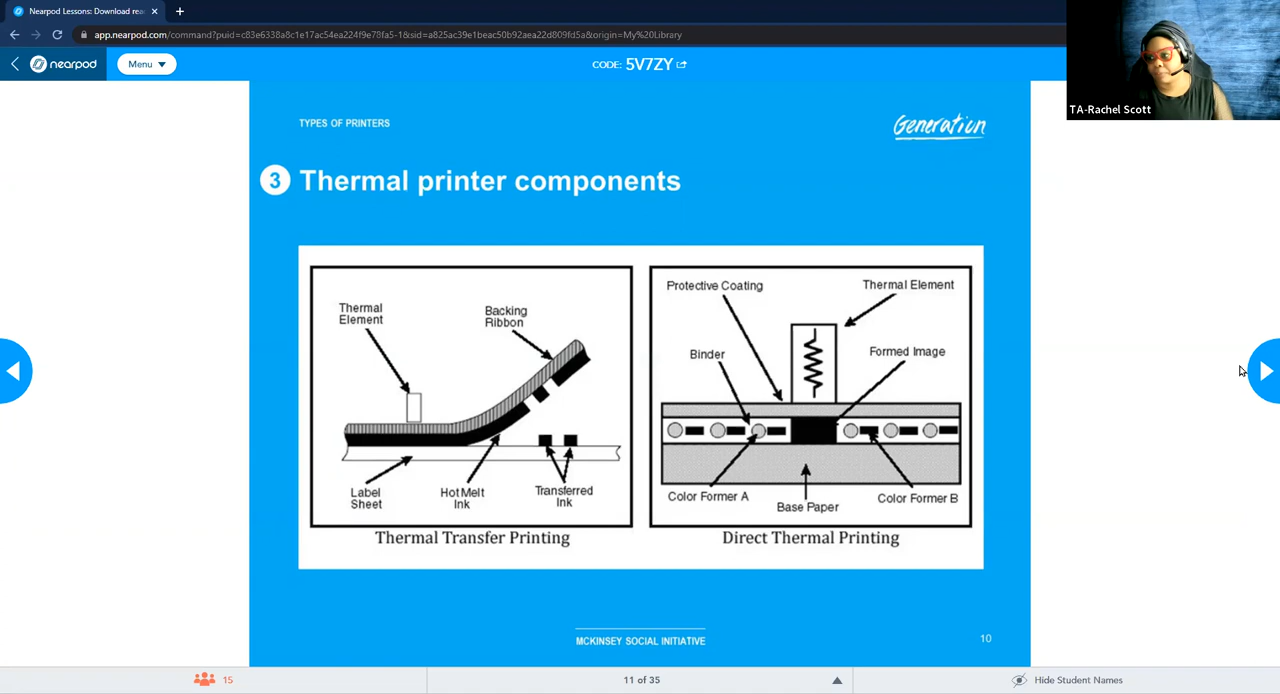 Nearpod Lessons: Download rea
app.nearpod.com/command?puid=c83e6338a8c1e17ac54ea224f9e78fa5-1&sid=a825ac39e1beac50b92aea22d809fd5a&origin=My%20Library
nearpod
Menu
CODE: 5V7ZY
TA-Rachel Scott
TYPES OF PRINTERS
Generation
3 Thermal printer components
Thermal
Element
Backing
Ribbon
Label
Sheet
Hot Melt
Ink
Transferred
Ink
Thermal Transfer Printing
Protective Coating
Thermal Element
Binder
Formed Image
Color Former A
Base Paper
Color Former B
Direct Thermal Printing
MCKINSEY SOCIAL INITIATIVE
10
15
11 of 35
Hide Student Names